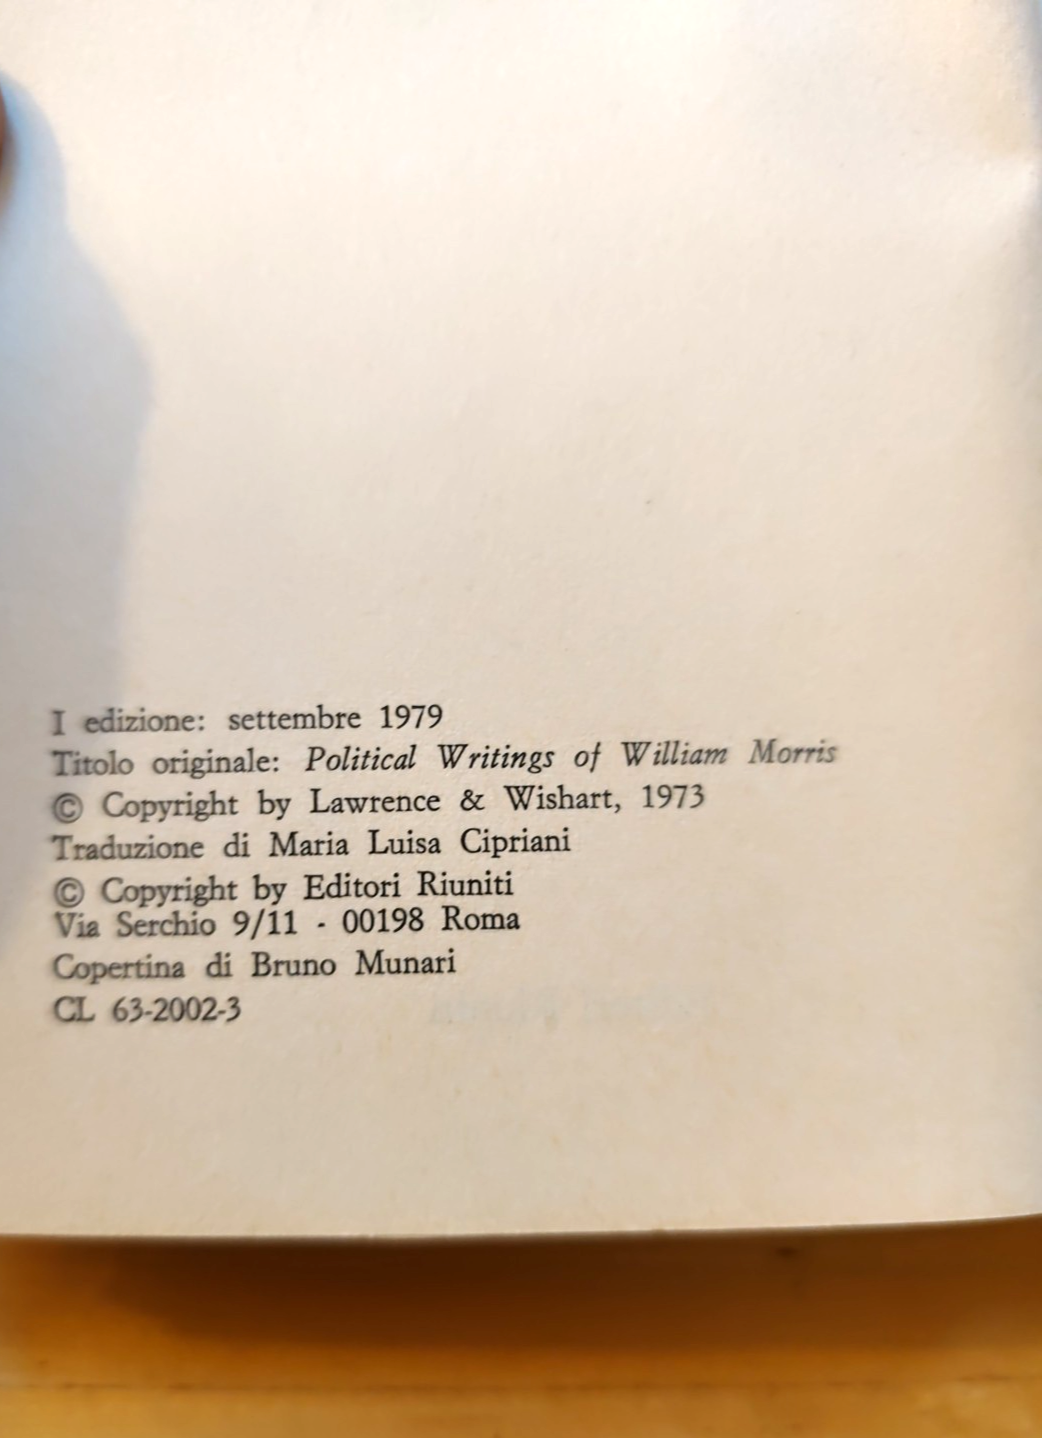 I edizione: settembre 1979
Titolo originale: Political Writings of William Morris
© Copyright by Lawrence & Wishart, 1973
Traduzione di Maria Luisa Cipriani
© Copyright by Editori Riuniti
Via Serchio 9/11 - 00198 Roma
Copertina di Bruno Munari
CL 63-2002-3